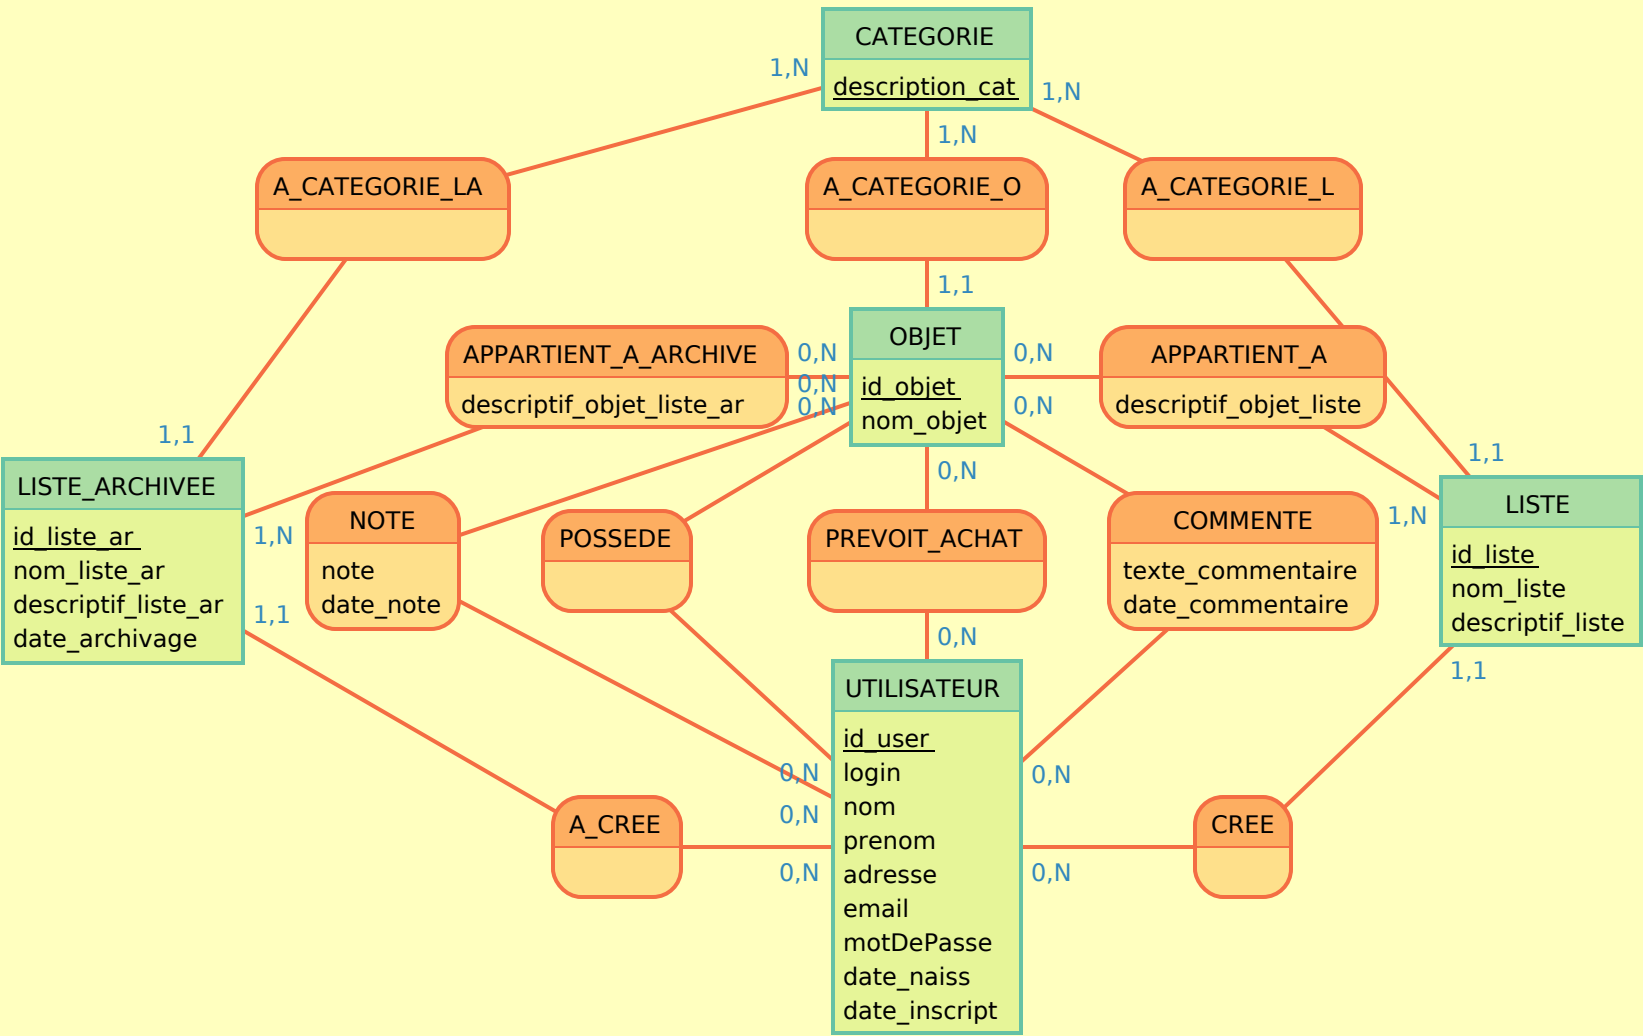 CATEGORIE
description_cat
1,N
1,N
1,N
A_CATEGORIE_LA
A_CATEGORIE_O
A_CATEGORIE_L
1,1
OBJET
id_objet
nom_objet
APPARTIENT_A_ARCHIVE
descriptif_objet_liste_ar
0,N
0,N
0,N
0,N
0,N
APPARTIENT_A
descriptif_objet_liste
1,1
LISTE_ARCHIVEE
id_liste_ar
nom_liste_ar
descriptif_liste_ar
date_archivage
1,N
1,1
NOTE
note
date_note
POSSEDE
0,N
PREVOIT_ACHAT
0,N
COMMENTE
texte_commentaire
date_commentaire
1,1
1,N
LISTE
id_liste
nom_liste
descriptif_liste
1,1
UTILISATEUR
id_user
login
nom
prenom
adresse
email
motDePasse
date_naiss
date_inscript
0,N
0,N
0,N
0,N
0,N
A_CREE
CREE